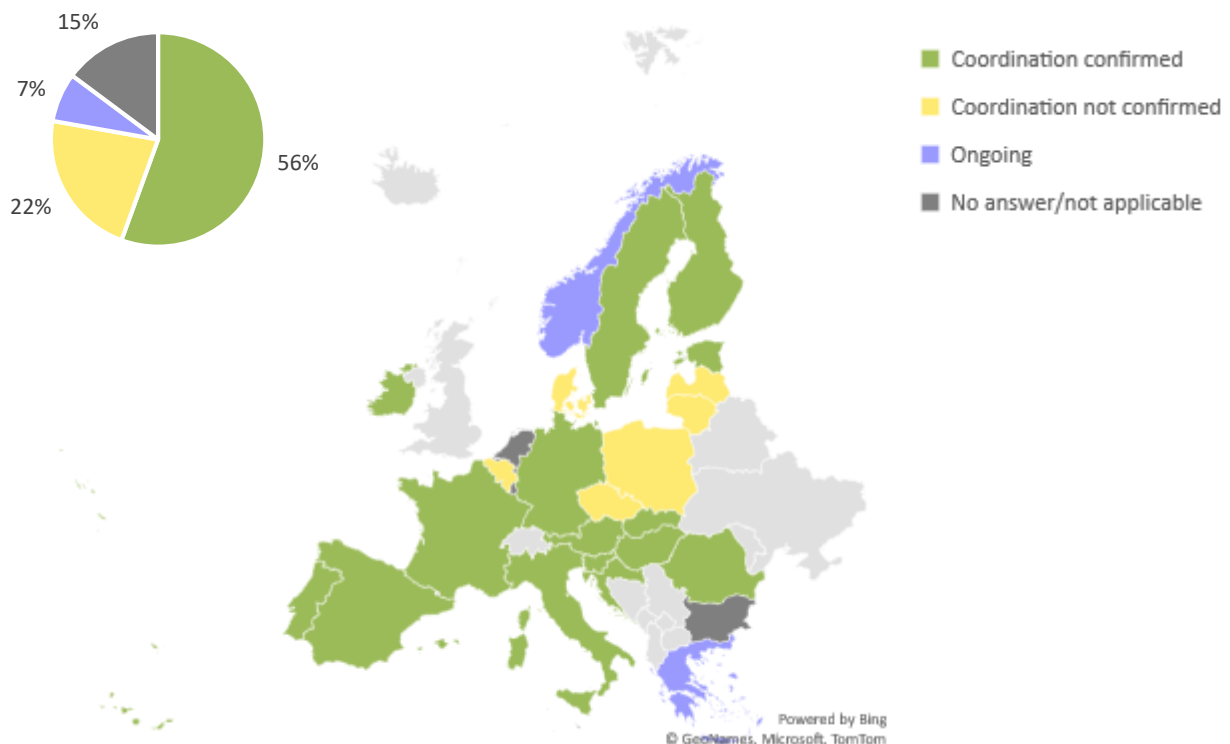 15%
7%
56%
22%
Coordination confirmed
Coordination not confirmed
Ongoing
No answer/not applicable
Powered by Bing
© GeoNames, Microsoft, TomTom